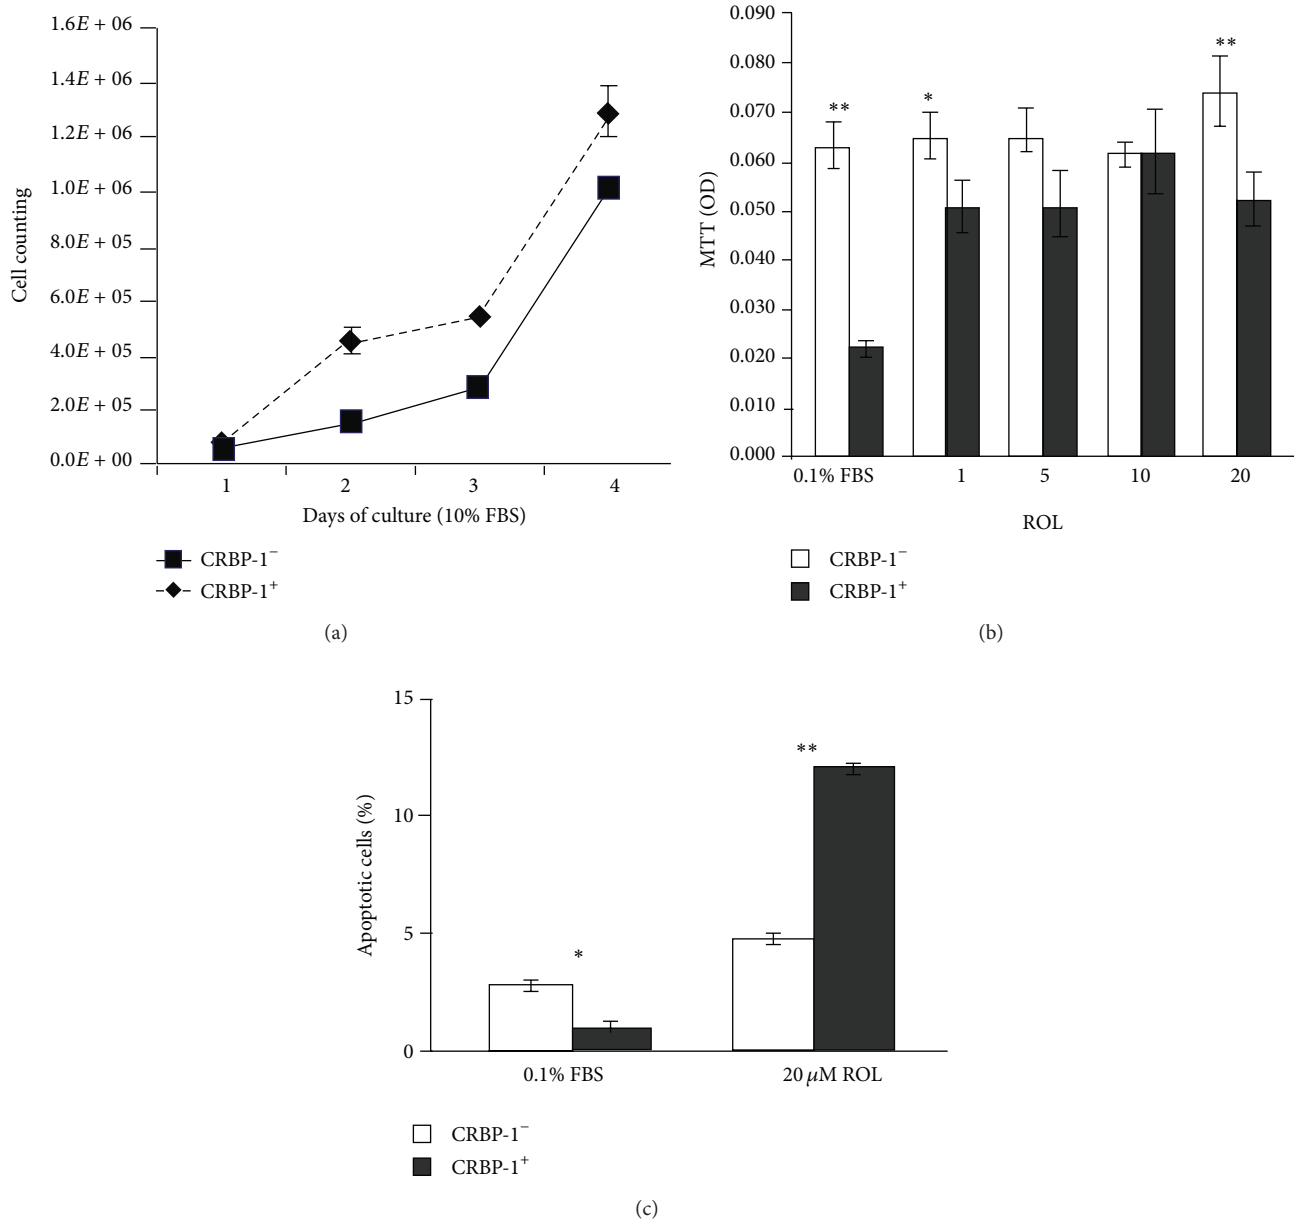 1.6E + 06
1.4E + 06
1.2E + 06
1.0E + 06
8.0E + 05
6.0E + 05
4.0E + 05
2.0E + 05
0.0E + 00
Cell counting
1 2 3 4
Days of culture (10% FBS)
CRBP-1⁻
CRBP-1⁺
(a)
0.090
0.080
0.070
0.060
0.050
0.040
0.030
0.020
0.010
0.000
MTT (OD)
** * **
0.1% FBS 1 5 10 20
ROL
CRBP-1⁻
CRBP-1⁺
(b)
15
10
5
0
Apoptotic cells (%)
* **
0.1% FBS 20 μM ROL
CRBP-1⁻
CRBP-1⁺
(c)